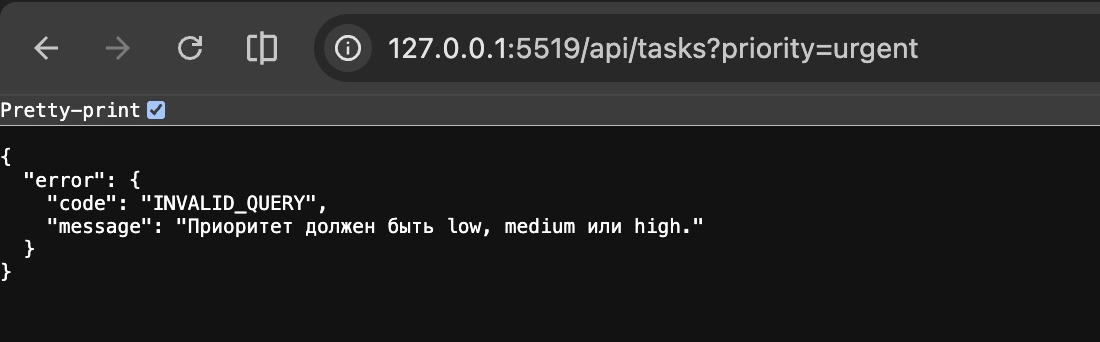 127.0.0.1:5519/api/tasks?priority=urgent
Pretty-print
{
  "error": {
    "code": "INVALID_QUERY",
    "message": "Приоритет должен быть low, medium или high."
  }
}